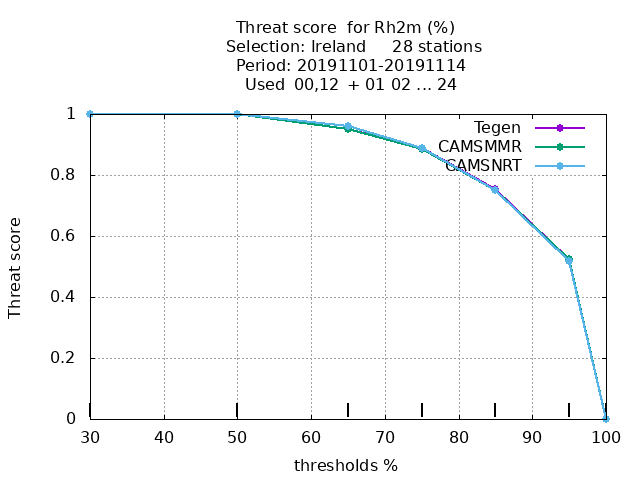 Threat score  for Rh2m (%)
Selection: Ireland     28 stations
Period: 20191101-20191114
Used  00,12  + 01 02 ... 24
Tegen
CAMSMMR
CAMSNRT
Threat score
1
0.8
0.6
0.4
0.2
0
30 40 50 60 70 80 90 100
thresholds %